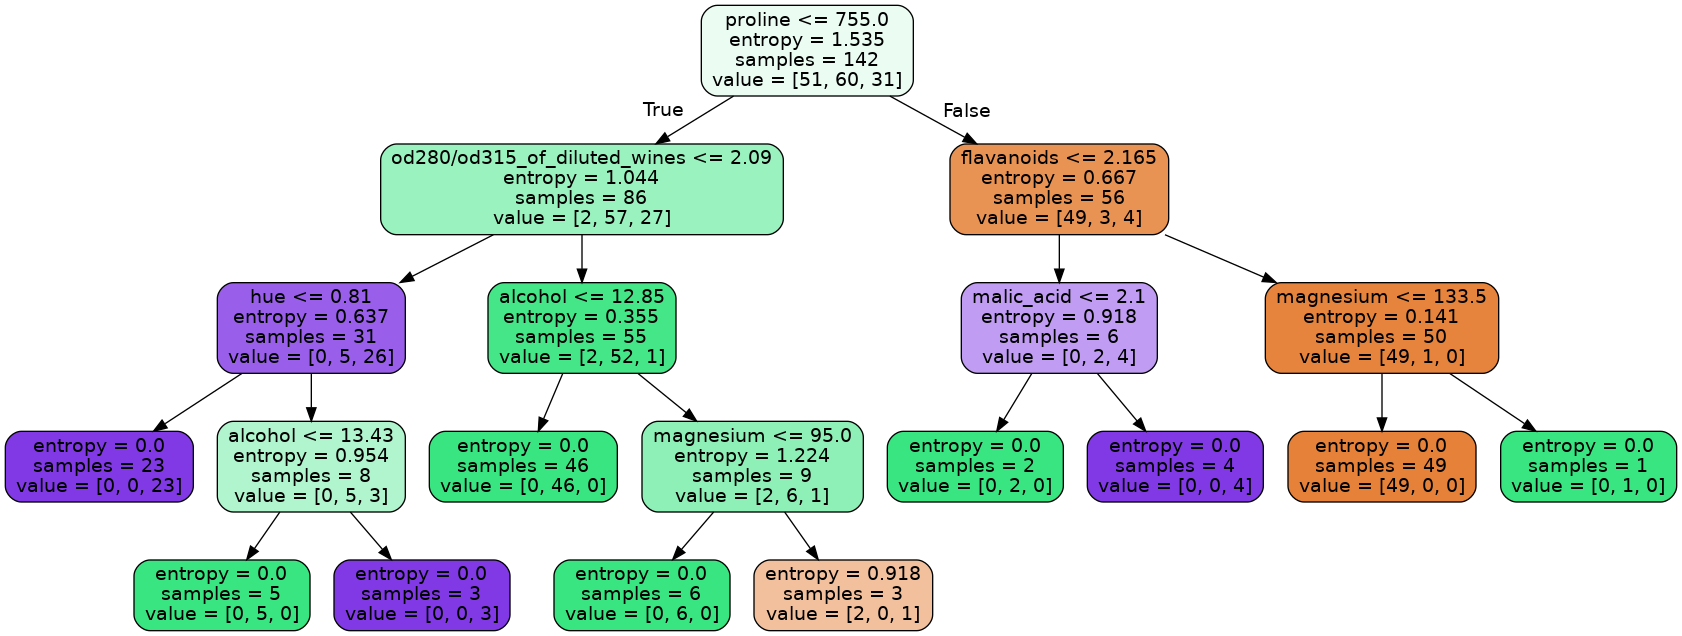 proline <= 755.0
entropy = 1.535
samples = 142
value = [51, 60, 31]
True
False
od280/od315_of_diluted_wines <= 2.09
entropy = 1.044
samples = 86
value = [2, 57, 27]
flavanoids <= 2.165
entropy = 0.667
samples = 56
value = [49, 3, 4]
hue <= 0.81
entropy = 0.637
samples = 31
value = [0, 5, 26]
alcohol <= 12.85
entropy = 0.355
samples = 55
value = [2, 52, 1]
malic_acid <= 2.1
entropy = 0.918
samples = 6
value = [0, 2, 4]
magnesium <= 133.5
entropy = 0.141
samples = 50
value = [49, 1, 0]
entropy = 0.0
samples = 23
value = [0, 0, 23]
alcohol <= 13.43
entropy = 0.954
samples = 8
value = [0, 5, 3]
entropy = 0.0
samples = 46
value = [0, 46, 0]
magnesium <= 95.0
entropy = 1.224
samples = 9
value = [2, 6, 1]
entropy = 0.0
samples = 2
value = [0, 2, 0]
entropy = 0.0
samples = 4
value = [0, 0, 4]
entropy = 0.0
samples = 49
value = [49, 0, 0]
entropy = 0.0
samples = 1
value = [0, 1, 0]
entropy = 0.0
samples = 5
value = [0, 5, 0]
entropy = 0.0
samples = 3
value = [0, 0, 3]
entropy = 0.0
samples = 6
value = [0, 6, 0]
entropy = 0.918
samples = 3
value = [2, 0, 1]